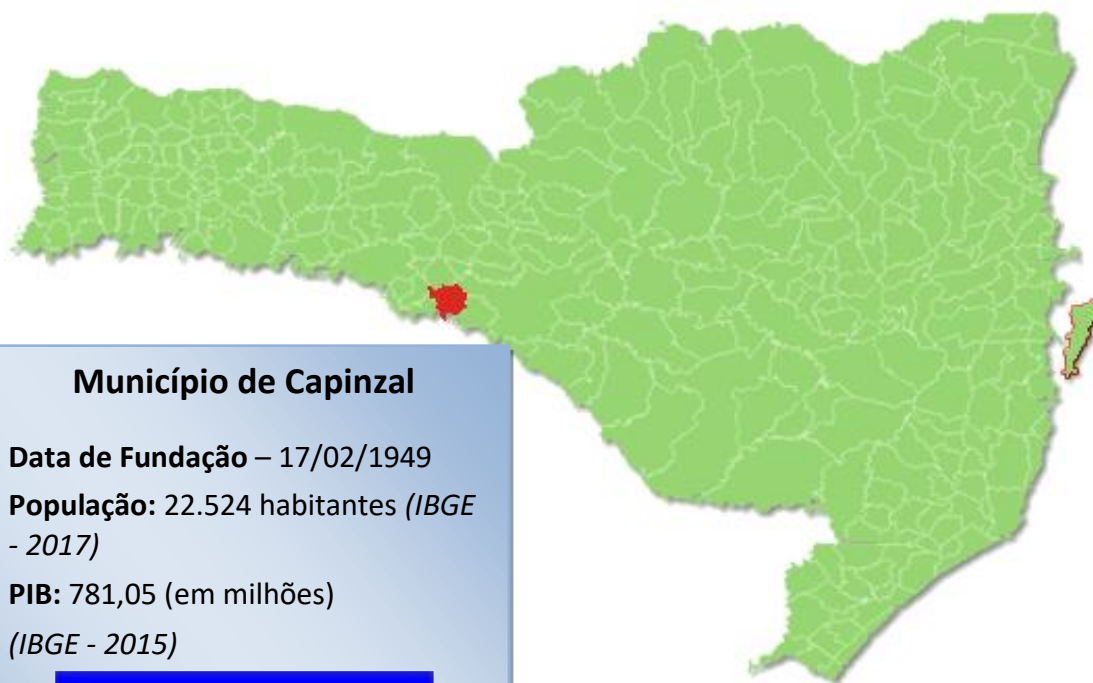 Município de Capinzal
Data de Fundação – 17/02/1949
População: 22.524 habitantes (IBGE
- 2017)
PIB: 781,05 (em milhões)
(IBGE - 2015)